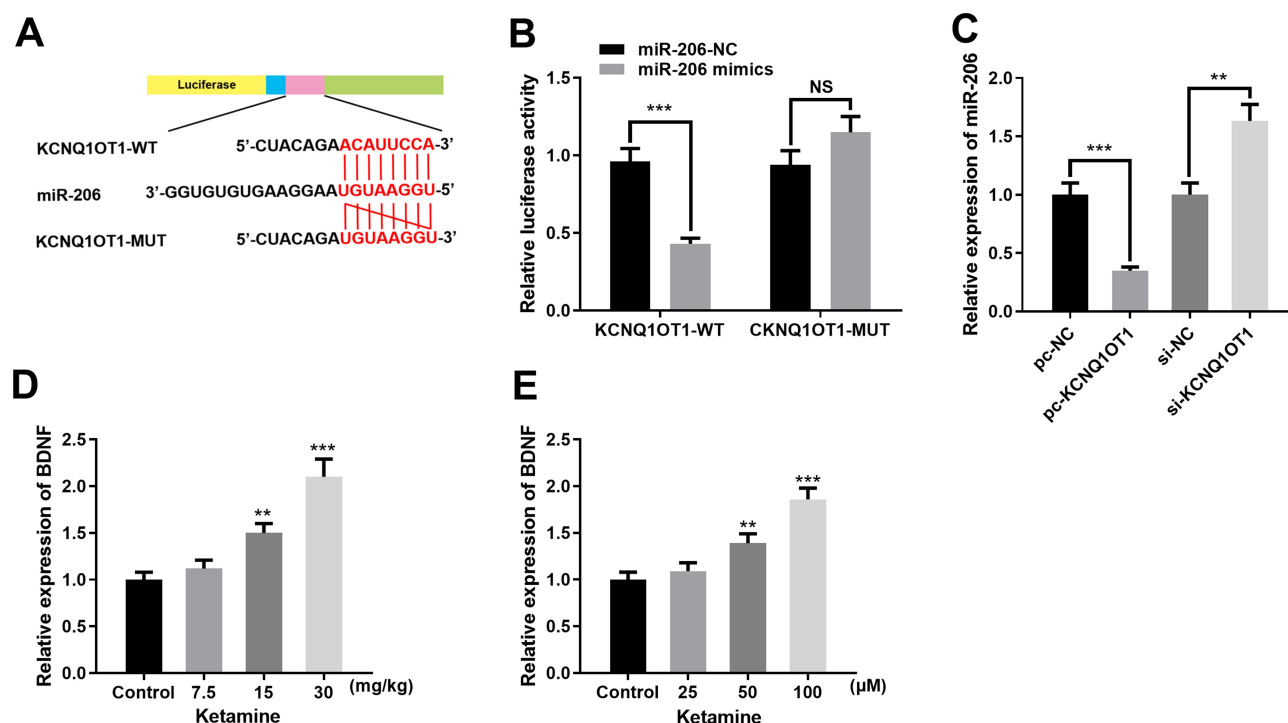 A
Luciferase
KCNQ1OT1-WT 5’-CUACAGAACAUUCCA-3’
miR-206 3’-GGUGUGUGAAGGAAUGUAAGGU-5’
KCNQ1OT1-MUT 5’-CUACAGAUGUAAGGU-3’
B
miR-206-NC
miR-206 mimics
Relative luciferase activity
1.5
1.0
0.5
0.0
***
NS
KCNQ1OT1-WT CKNQ1OT1-MUT
C
Relative expression of miR-206
2.0
1.5
1.0
0.5
0.0
***
**
pc-NC
pc-KCNQ1OT1
si-NC
si-KCNQ1OT1
D
Relative expression of BDNF
2.5
2.0
1.5
1.0
0.5
0.0
**
***
Control 7.5 15 30 (mg/kg)
Ketamine
E
Relative expression of BDNF
2.5
2.0
1.5
1.0
0.5
0.0
**
***
Control 25 50 100 (μM)
Ketamine